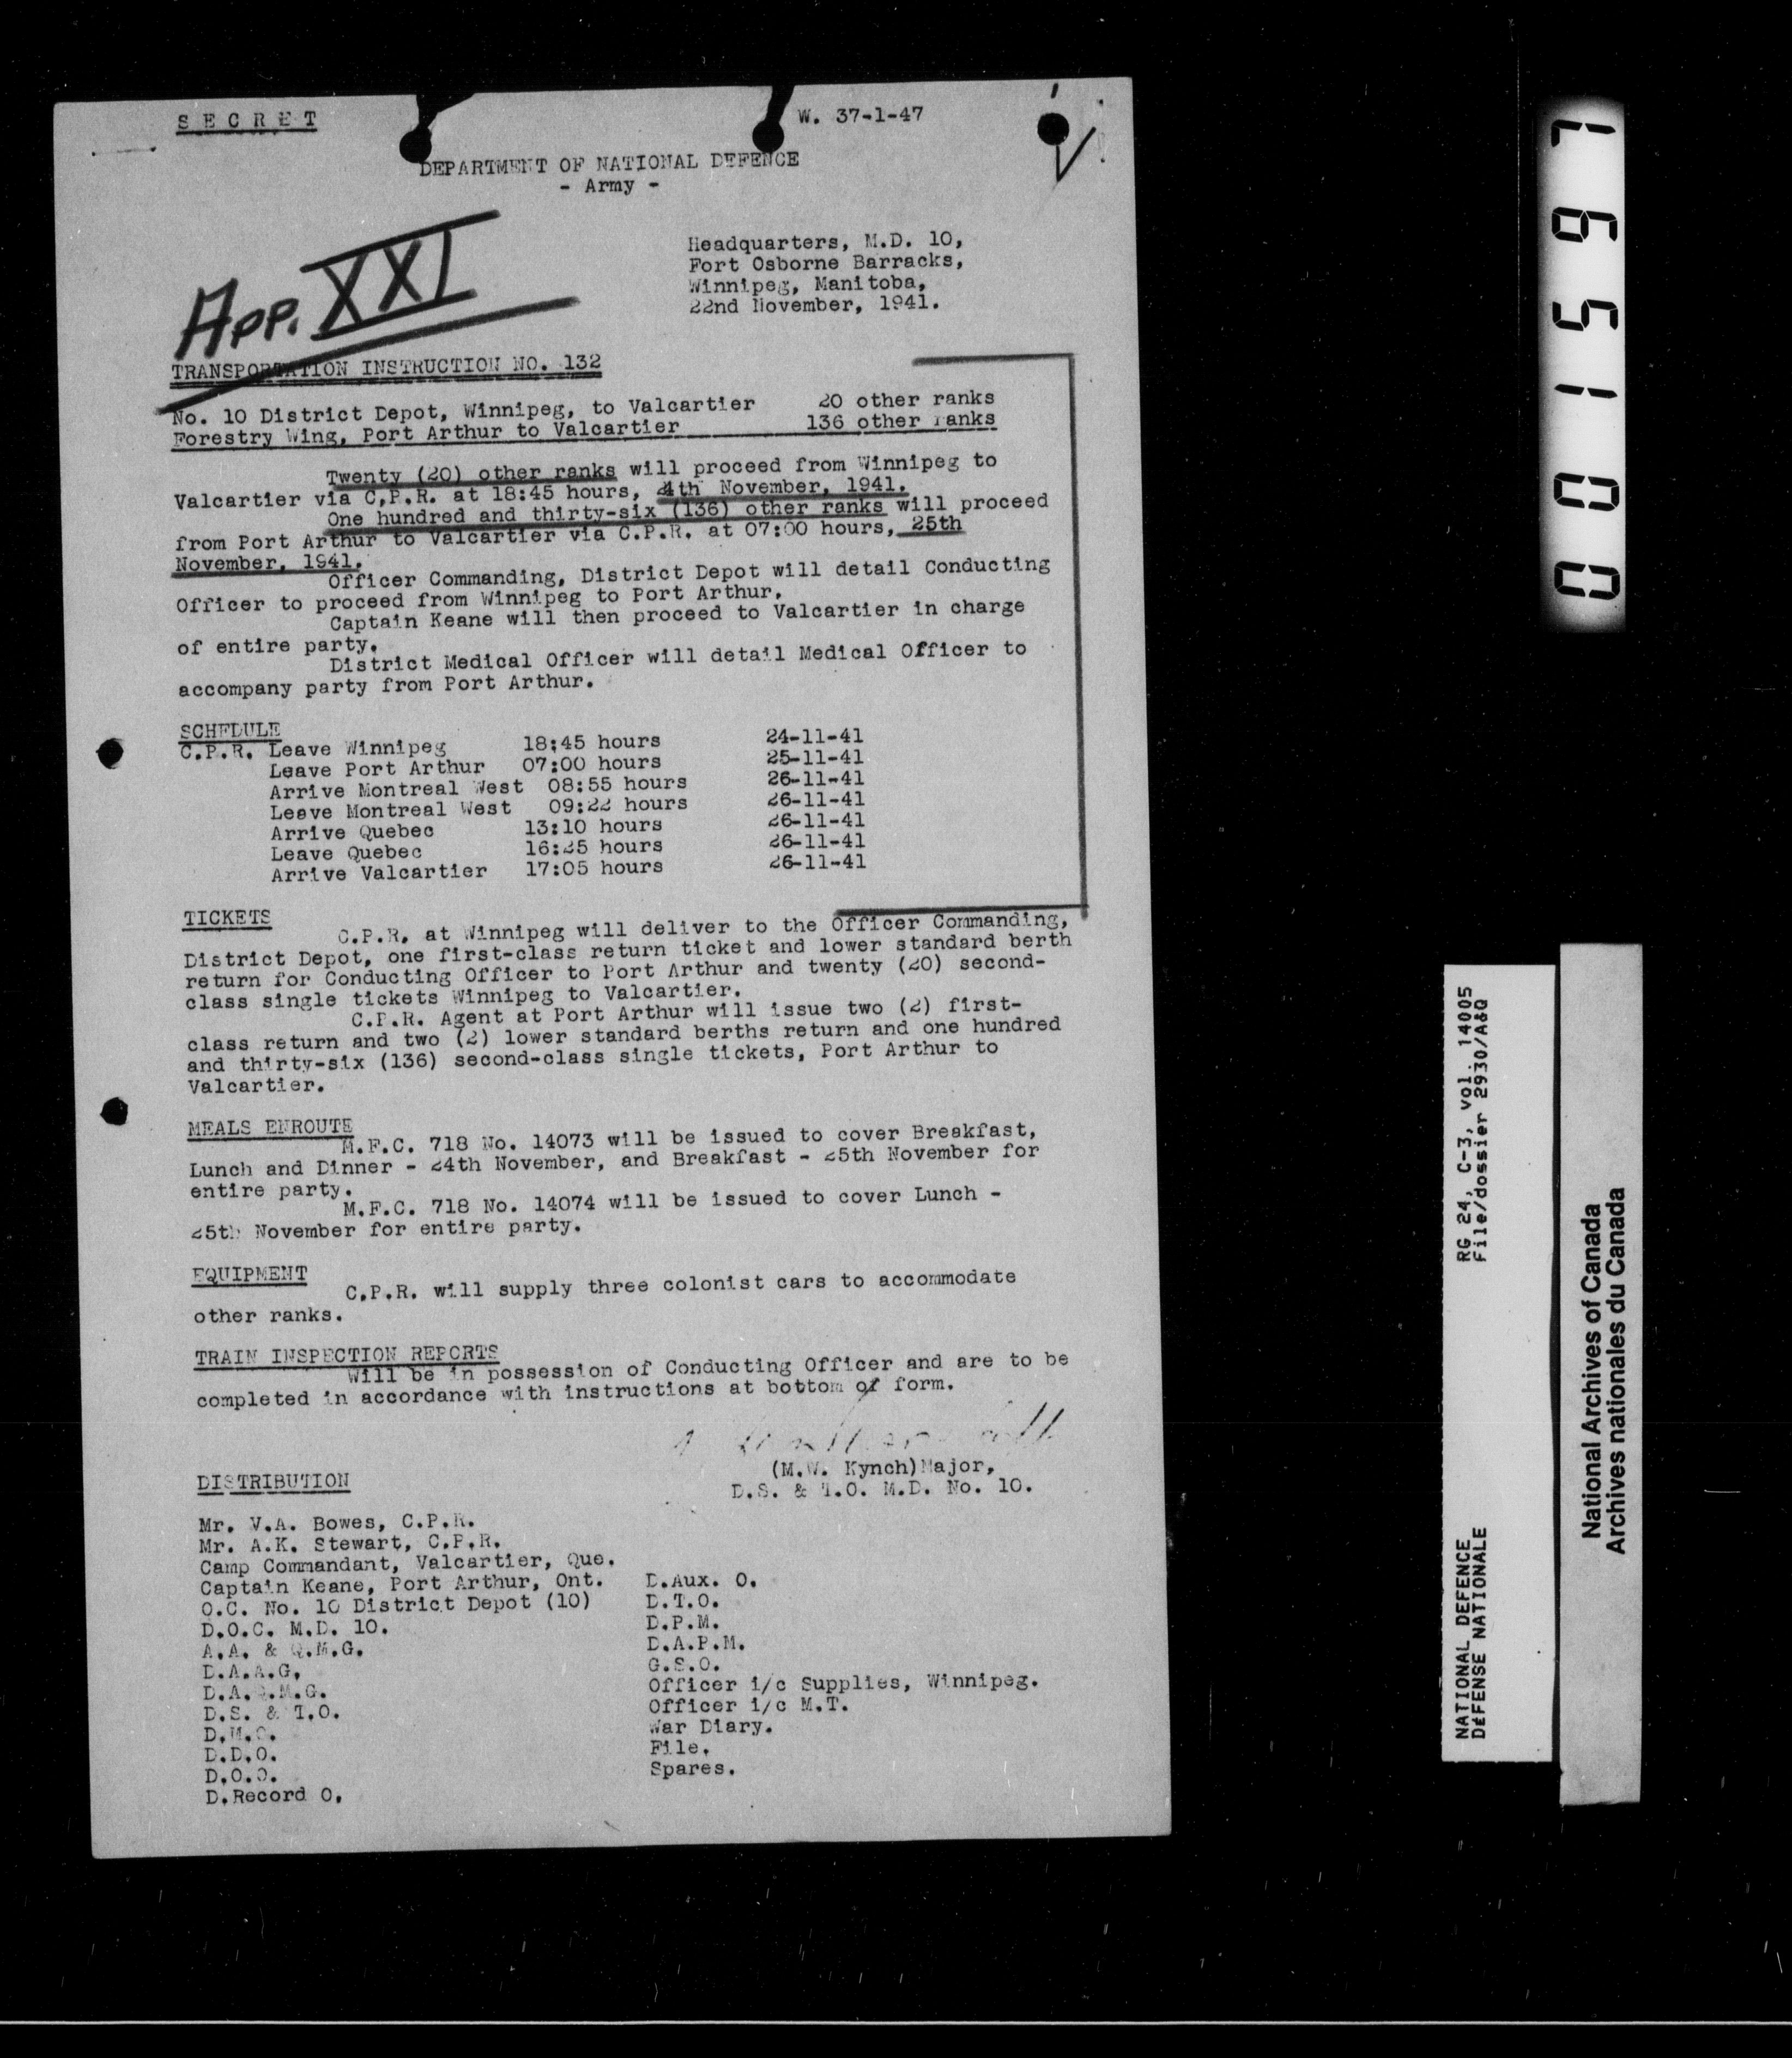 S E C R E T
W. 37-1-47
DEPARTMENT OF NATIONAL DEFENCE
- Army -
App. XXI
Headquarters, M.D. 10,
Fort Osborne Barracks,
Winnipeg, Manitoba,
22nd November, 1941.
TRANSPORTATION INSTRUCTION NO. 132
No. 10 District Depot, Winnipeg, to Valcartier 20 other ranks
Forestry Wing, Port Arthur to Valcartier 136 other ranks
Twenty (20) other ranks will proceed from Winnipeg to
Valcartier via C.P.R. at 18:45 hours, 4th November, 1941.
One hundred and thirty-six (136) other ranks will proceed
from Port Arthur to Valcartier via C.P.R. at 07:00 hours, 25th
November, 1941.
Officer Commanding, District Depot will detail Conducting
Officer to proceed from Winnipeg to Port Arthur.
Captain Keane will then proceed to Valcartier in charge
of entire party.
District Medical Officer will detail Medical Officer to
accompany party from Port Arthur.
SCHEDULE
C.P.R. Leave Winnipeg 18:45 hours 24-11-41
Leave Port Arthur 07:00 hours 25-11-41
Arrive Montreal West 08:55 hours 26-11-41
Leave Montreal West 09:22 hours 26-11-41
Arrive Quebec 13:10 hours 26-11-41
Leave Quebec 16:25 hours 26-11-41
Arrive Valcartier 17:05 hours 26-11-41
TICKETS
C.P.R. at Winnipeg will deliver to the Officer Commanding,
District Depot, one first-class return ticket and lower standard berth
return for Conducting Officer to Port Arthur and twenty (20) second-
class single tickets Winnipeg to Valcartier.
C.P.R. Agent at Port Arthur will issue two (2) first-
class return and two (2) lower standard berths return and one hundred
and thirty-six (136) second-class single tickets, Port Arthur to
Valcartier.
MEALS ENROUTE
M.F.C. 718 No. 14073 will be issued to cover Breakfast,
Lunch and Dinner - 24th November, and Breakfast - 25th November for
entire party.
M.F.C. 718 No. 14074 will be issued to cover Lunch -
25th November for entire party.
EQUIPMENT
C.P.R. will supply three colonist cars to accommodate
other ranks.
TRAIN INSPECTION REPORTS
Will be in possession of Conducting Officer and are to be
completed in accordance with instructions at bottom of form.
(M.W. Kynch)Major,
D.S. & T.O. M.D. No. 10.
DISTRIBUTION
Mr. V.A. Bowes, C.P.R.
Mr. A.K. Stewart, C.P.R.
Camp Commandant, Valcartier, Que.
Captain Keane, Port Arthur, Ont.
O.C. No. 10 District Depot (10)
D.O.C. M.D. 10.
A.A. & Q.M.G.
D.A.A.G.
D.A.Q.M.G.
D.S. & T.O.
D.M.O.
D.D.O.
D.O.O.
D.Record O.
D.Aux. O.
D.T.O.
D.P.M.
D.A.P.M.
G.S.O.
Officer i/c Supplies, Winnipeg.
Officer i/c M.T.
War Diary.
File.
Spares.
0015167
RG 24, C-3, vol. 14005
File/dossier 2930/A&Q
NATIONAL DEFENCE
DÉFENSE NATIONALE
National Archives of Canada
Archives nationales du Canada